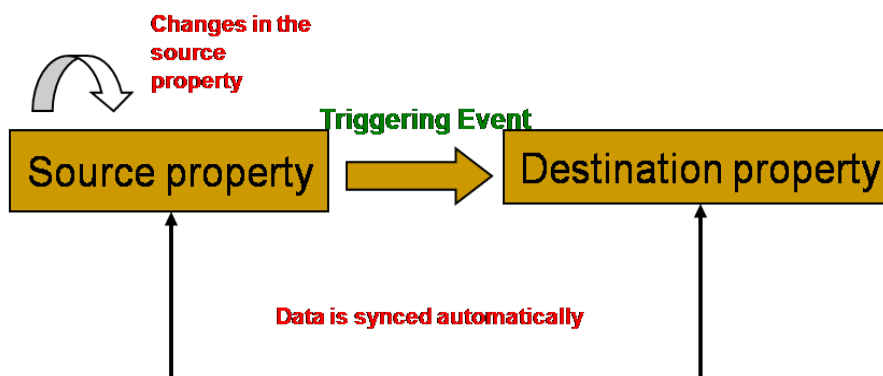 Changes in the
source
property
Triggering Event
Source property
Destination property
Data is synced automatically